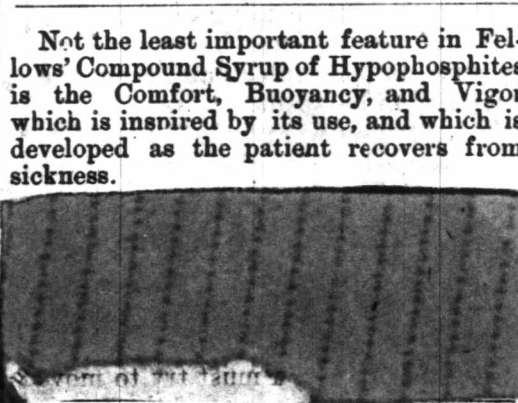 Not the least important feature in Fel-
lows' Compound Syrup of Hypophosphites
is the Comfort, Buoyancy, and Vigor
which is inspired by its use, and which is
developed as the patient recovers from
sickness.